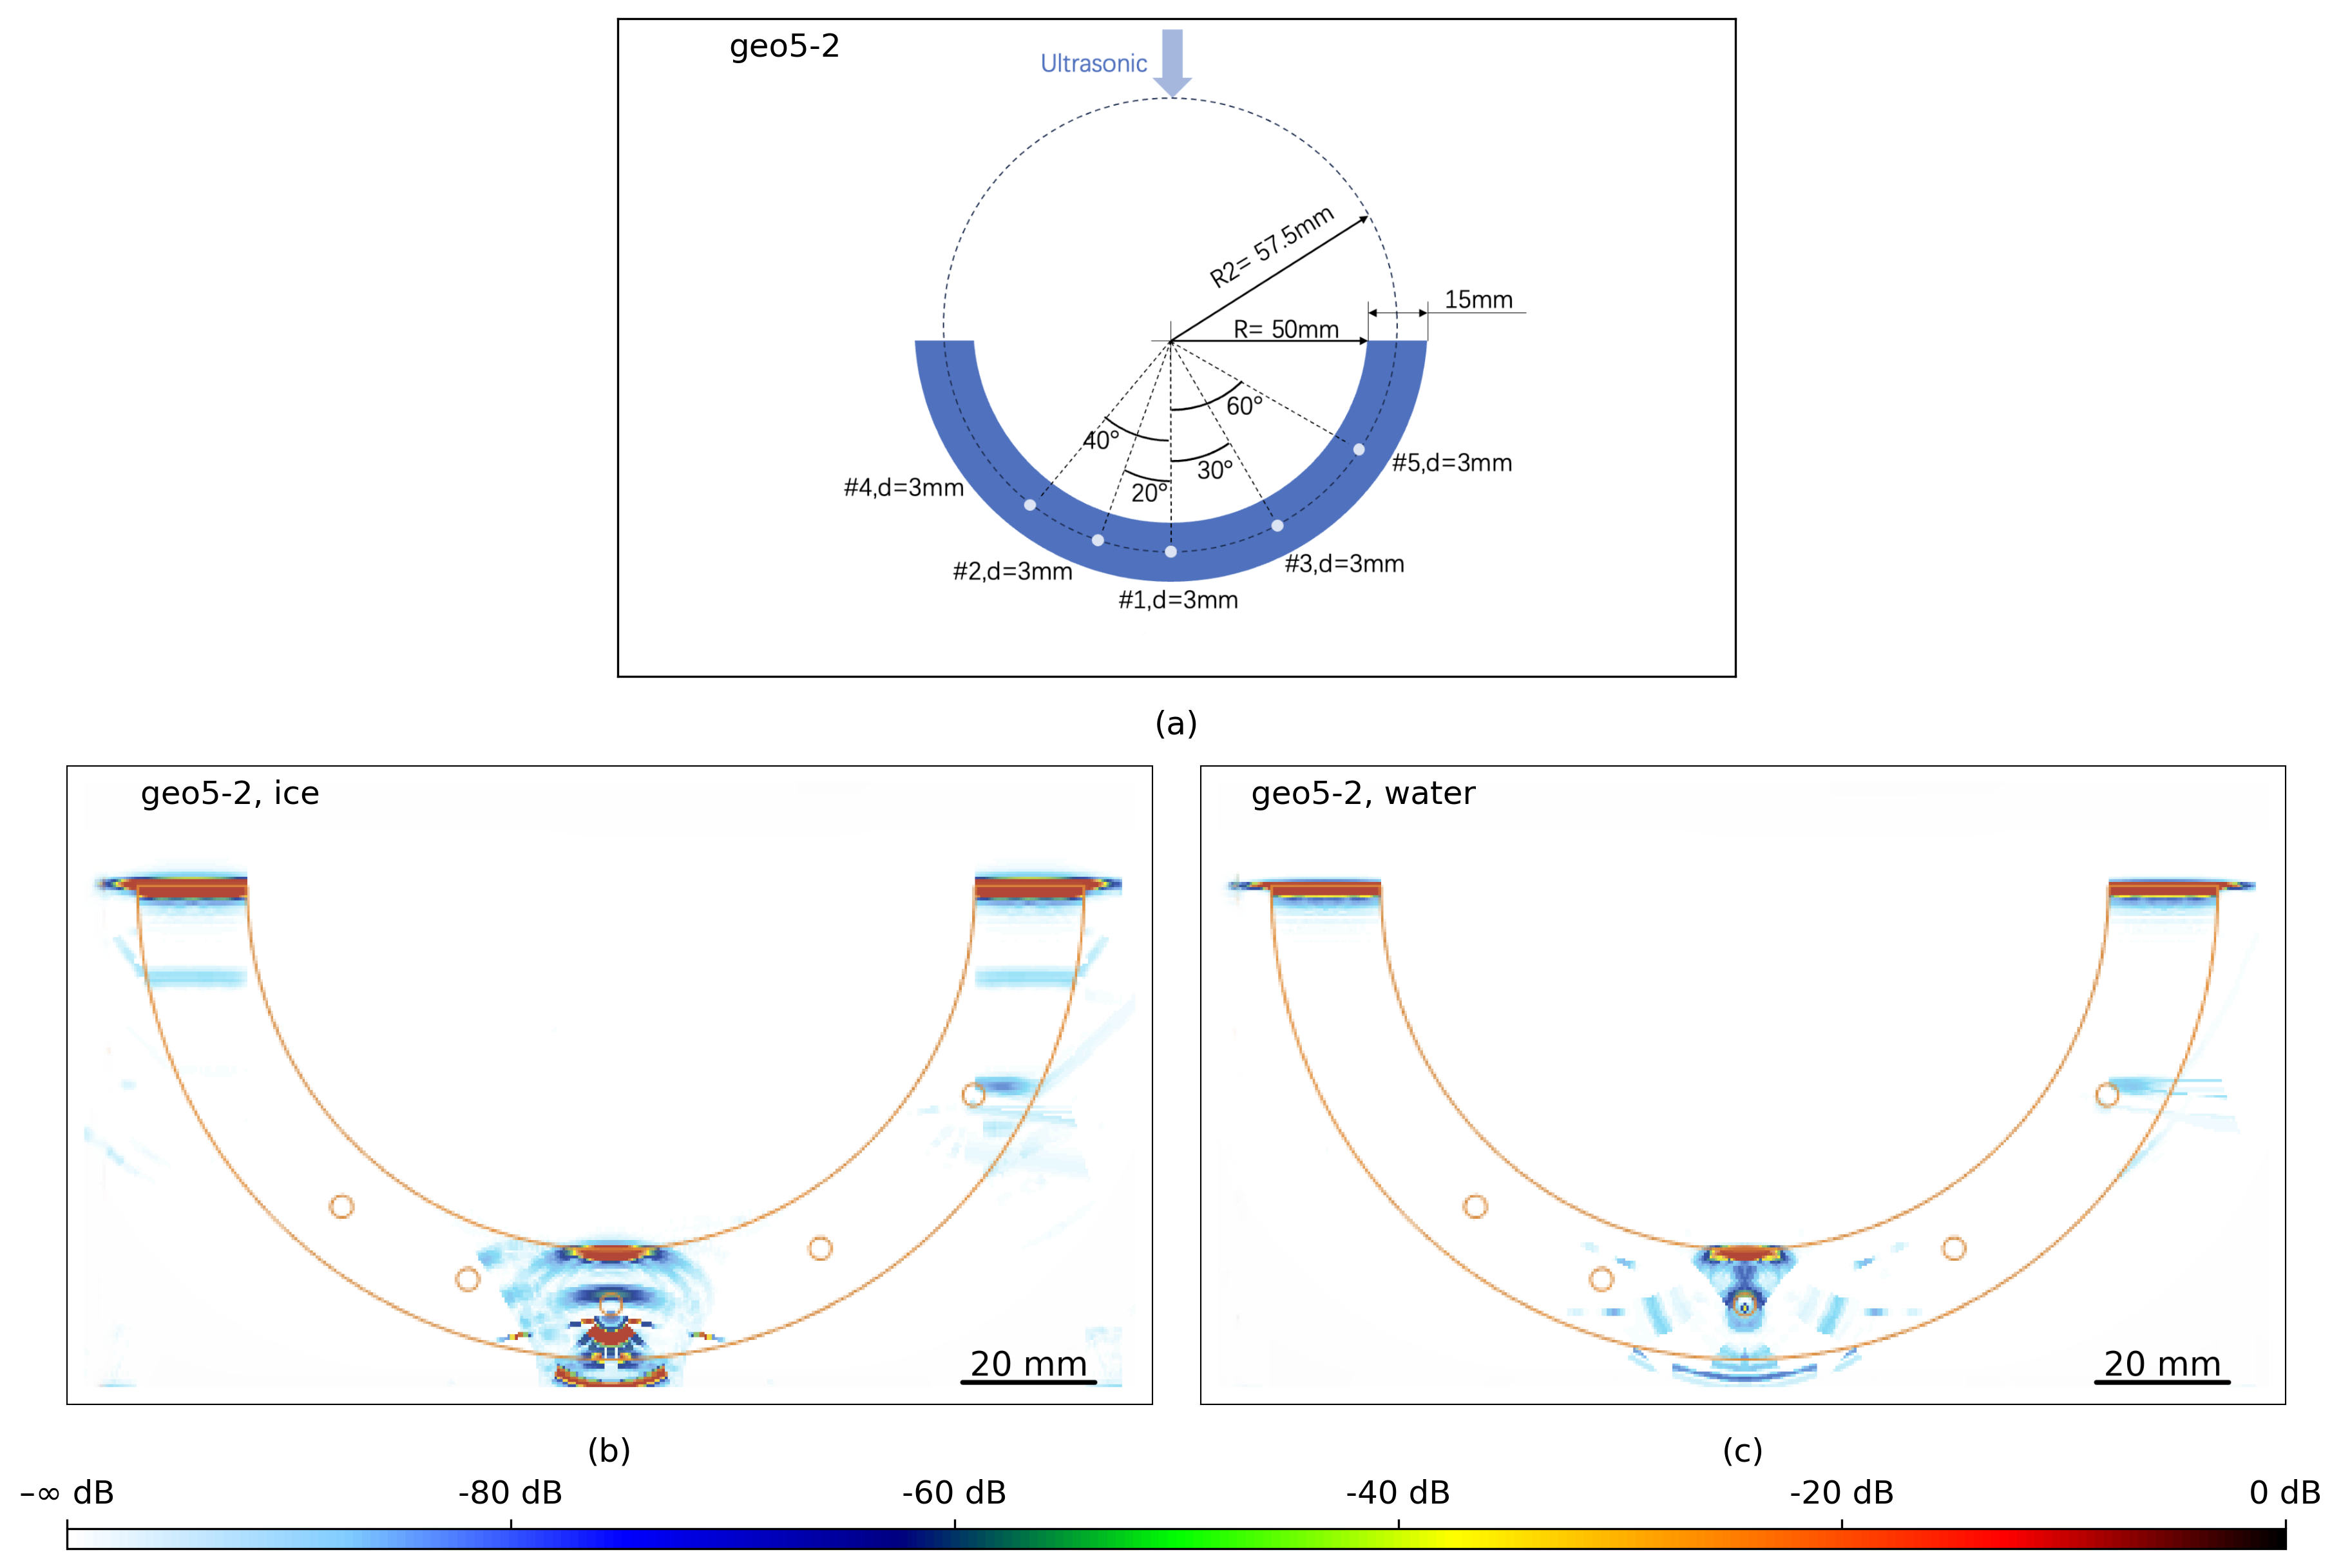 geo5-2
Ultrasonic
R2= 57.5mm
15mm
R= 50mm
60°
40°
30°
20°
#5,d=3mm
#4,d=3mm
#3,d=3mm
#2,d=3mm
#1,d=3mm
(a)
geo5-2, ice
20 mm
(b)
geo5-2, water
20 mm
(c)
–∞ dB
-80 dB
-60 dB
-40 dB
-20 dB
0 dB